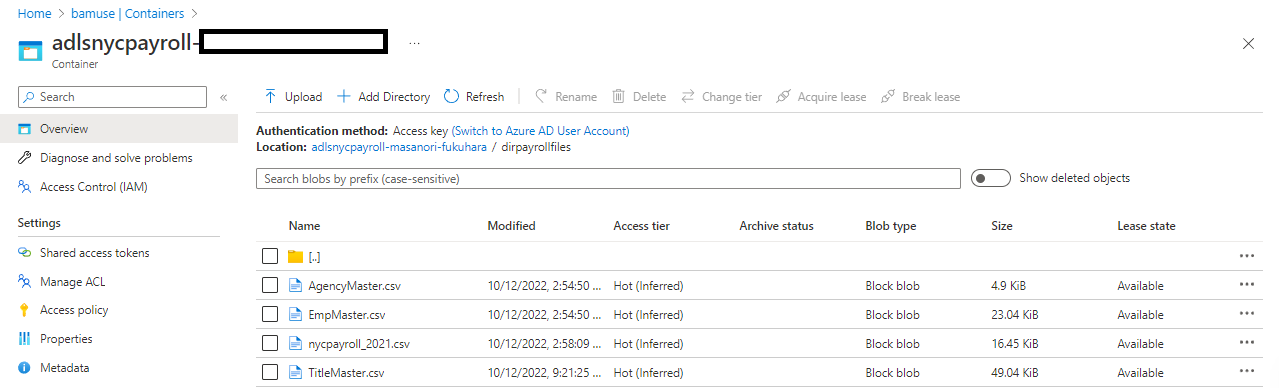 Home > bamuse | Containers >
adlsnycpayroll-
...
Container
Search
«
Upload
Add Directory
Refresh
Rename
Delete
Change tier
Acquire lease
Break lease
Overview
Diagnose and solve problems
Access Control (IAM)
Settings
Shared access tokens
Manage ACL
Access policy
Properties
Metadata
Authentication method: Access key (Switch to Azure AD User Account)
Location: adlsnycpayroll-masanori-fukuhara / dirpayrollfiles
Search blobs by prefix (case-sensitive)
Show deleted objects
Name Modified Access tier Archive status Blob type Size Lease state
[..] ...
AgencyMaster.csv 10/12/2022, 2:54:50 ... Hot (Inferred) Block blob 4.9 KiB Available ...
EmpMaster.csv 10/12/2022, 2:54:50 ... Hot (Inferred) Block blob 23.04 KiB Available ...
nycpayroll_2021.csv 10/12/2022, 2:58:09 ... Hot (Inferred) Block blob 16.45 KiB Available ...
TitleMaster.csv 10/12/2022, 9:21:25 ... Hot (Inferred) Block blob 49.04 KiB Available ...